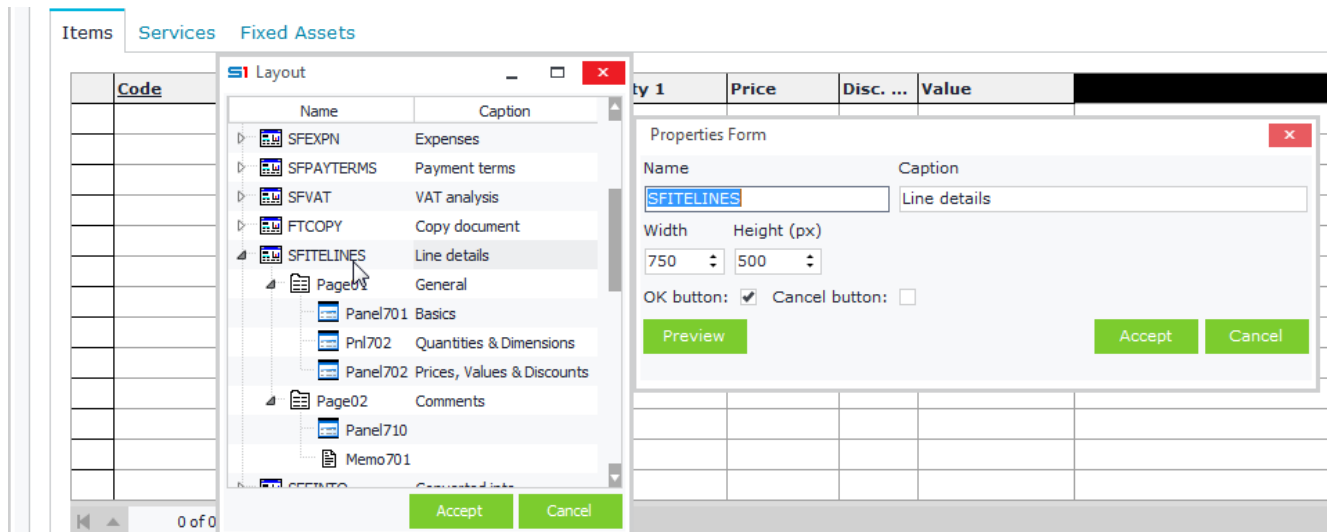 Items Services Fixed Assets
S1 Layout
Code ty 1 Price Disc. ... Value
Name Caption
SFEXPN Expenses
SFPAYTERMS Payment terms
SFVAT VAT analysis
FTCOPY Copy document
SFITELINES Line details
General
Panel701 Basics
Pnl702 Quantities & Dimensions
Panel702 Prices, Values & Discounts
Page02 Comments
Panel710
Memo701
Accept Cancel
0 of 0
Properties Form
Name Caption
SFITELINES Line details
Width Height (px)
750 500
OK button: Cancel button:
Preview Accept Cancel